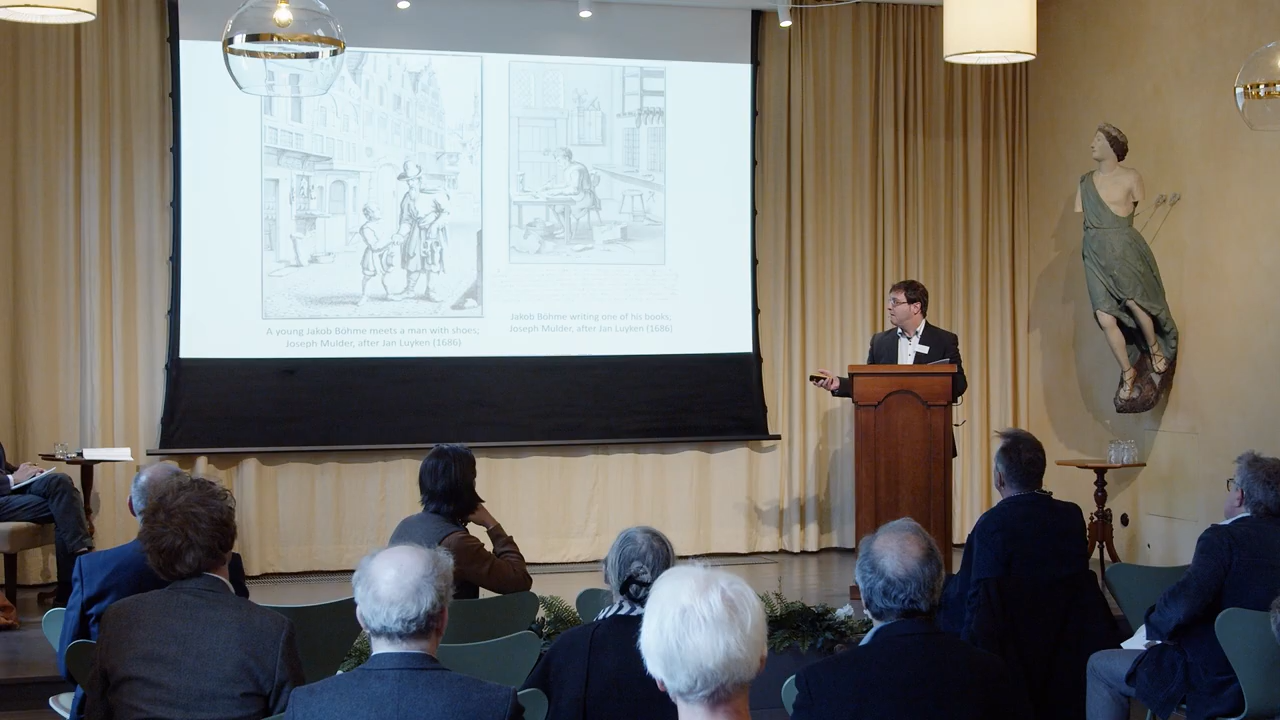 A young Jakob Böhme meets a man with shoes;
Joseph Mulder, after Jan Luyken (1686)
Jakob Böhme writing one of his books;
Joseph Mulder, after Jan Luyken (1686)